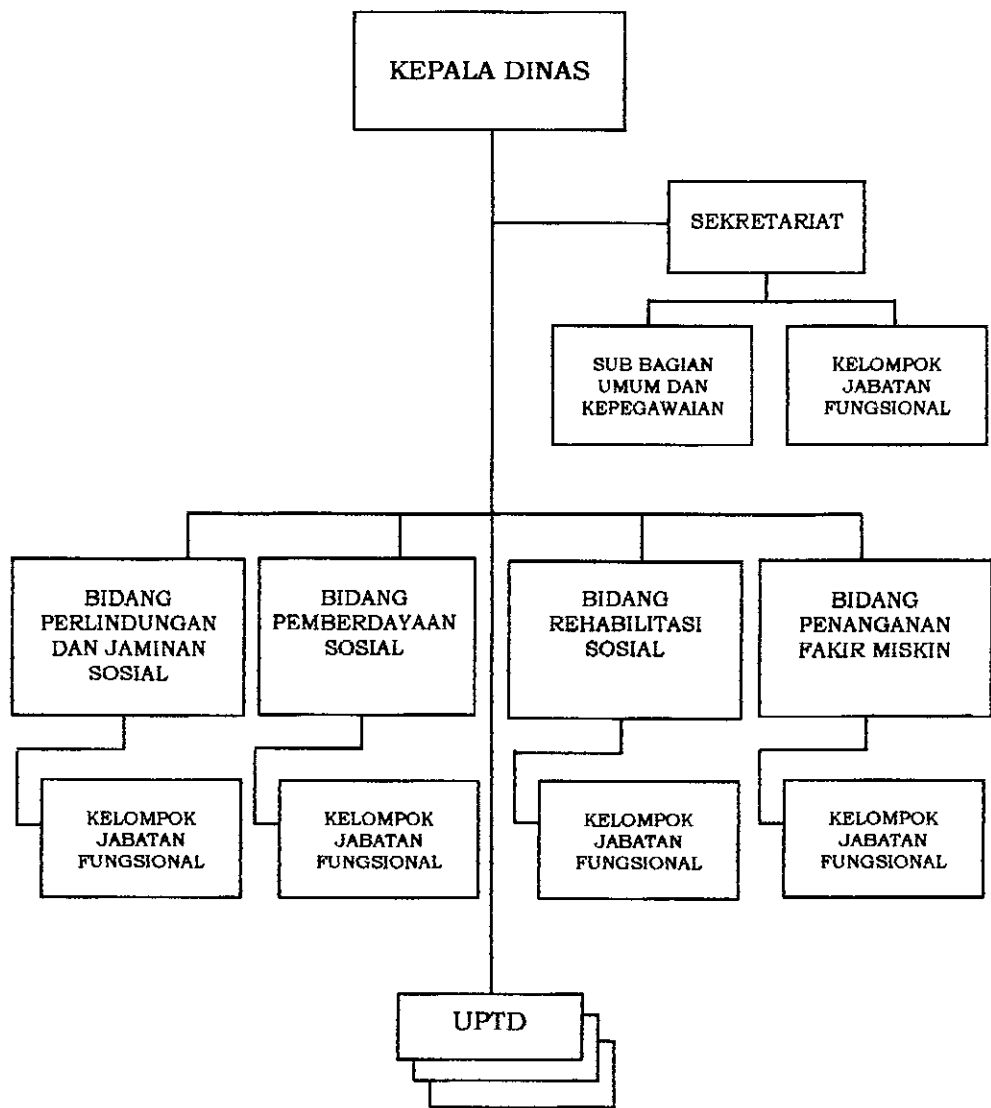 KEPALA DINAS
SEKRETARIAT
SUB BAGIAN
UMUM DAN
KEPEGAWAIAN
KELOMPOK
JABATAN
FUNGSIONAL
BIDANG
PERLINDUNGAN
DAN JAMINAN
SOSIAL
BIDANG
PEMBERDAYAAN
SOSIAL
BIDANG
REHABILITASI
SOSIAL
BIDANG
PENANGANAN
FAKIR MISKIN
KELOMPOK
JABATAN
FUNGSIONAL
KELOMPOK
JABATAN
FUNGSIONAL
KELOMPOK
JABATAN
FUNGSIONAL
KELOMPOK
JABATAN
FUNGSIONAL
UPTD